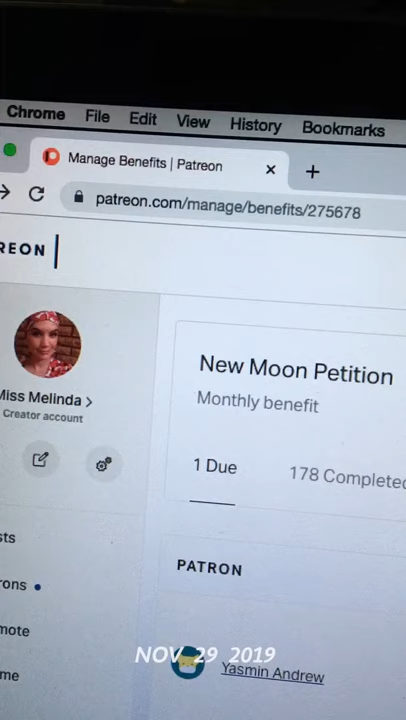 Chrome File Edit View History Bookmarks
Manage Benefits | Patreon
patreon.com/manage/benefits/275678
REON
New Moon Petition
Miss Melinda >
Monthly benefit
Creator account
1 Due 178 Completed
sts
PATRON
rons
mote
NOV 29 2019
me
Yasmin Andrew